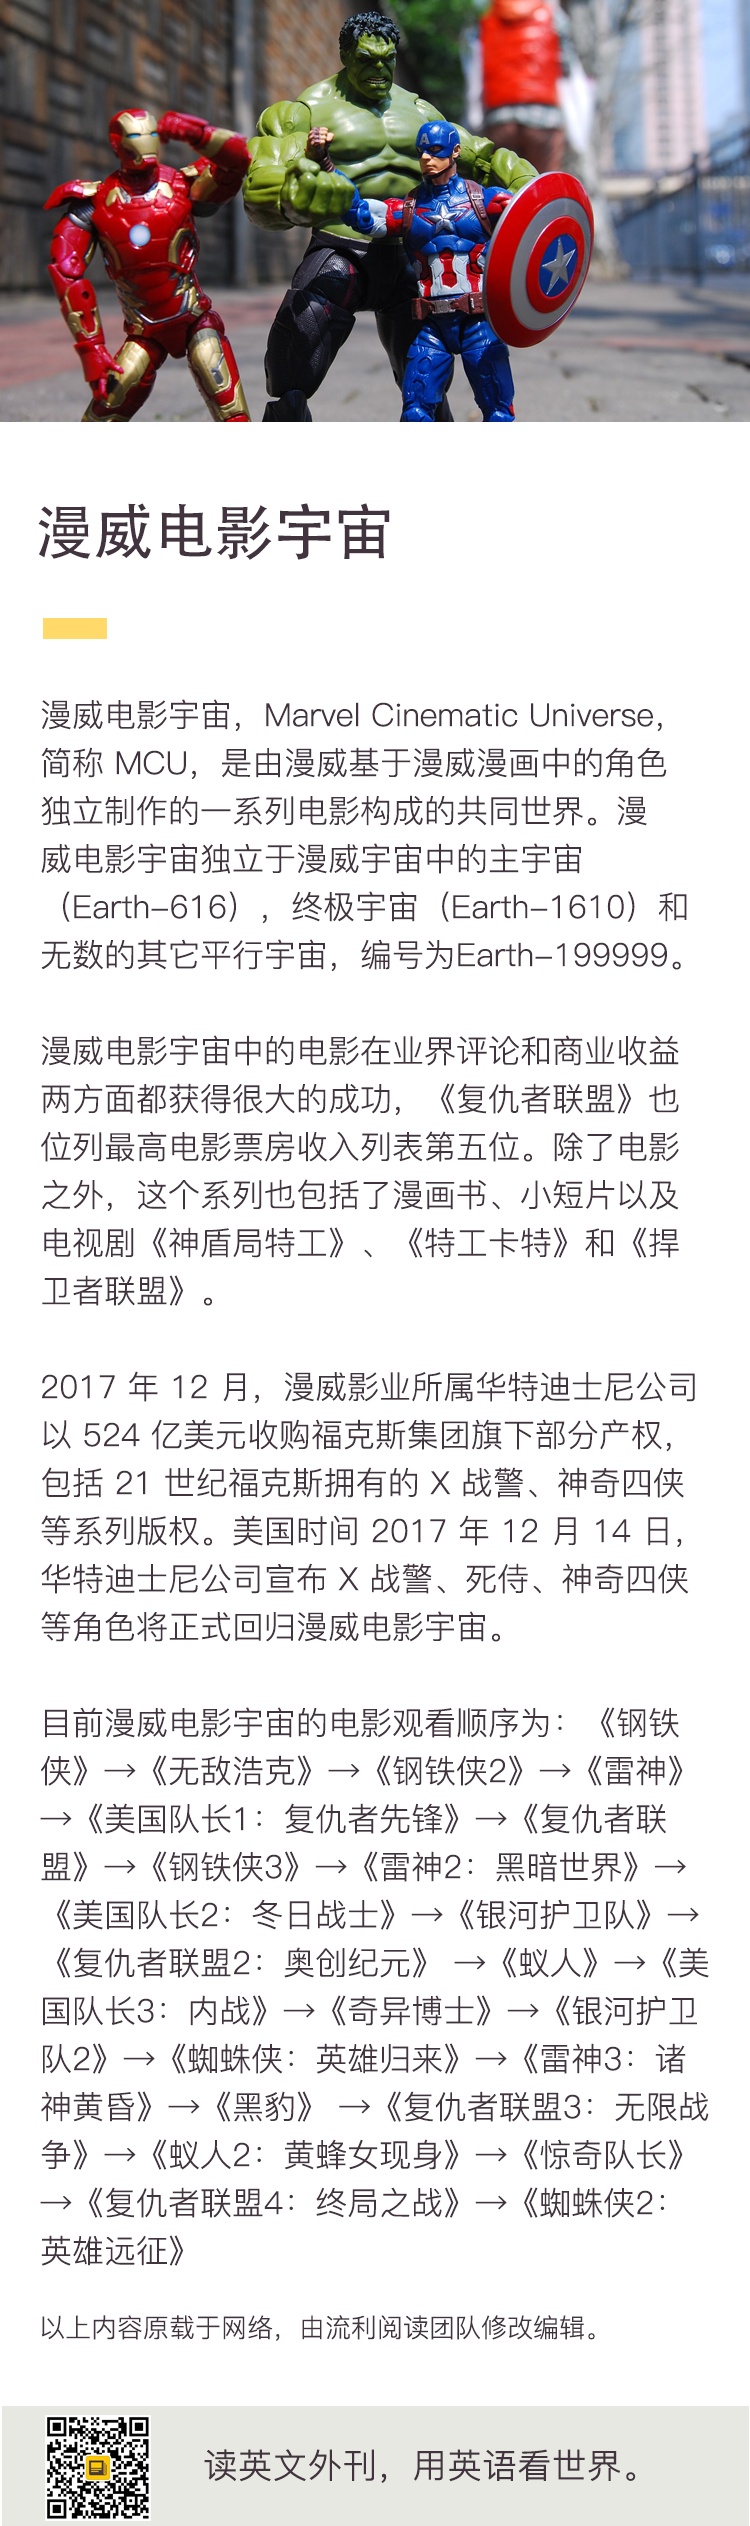 漫威电影宇宙
漫威电影宇宙，Marvel Cinematic Universe，
简称 MCU，是由漫威基于漫威漫画中的角色
独立制作的一系列电影构成的共同世界。漫
威电影宇宙独立于漫威宇宙中的主宇宙
（Earth-616），终极宇宙（Earth-1610）和
无数的其它平行宇宙，编号为Earth-199999。
漫威电影宇宙中的电影在业界评论和商业收益
两方面都获得很大的成功，《复仇者联盟》也
位列最高电影票房收入列表第五位。除了电影
之外，这个系列也包括了漫画书、小短片以及
电视剧《神盾局特工》、《特工卡特》和《捍
卫者联盟》。
2017 年 12 月，漫威影业所属华特迪士尼公司
以 524 亿美元收购福克斯集团旗下部分产权，
包括 21 世纪福克斯拥有的 X 战警、神奇四侠
等系列版权。美国时间 2017 年 12 月 14 日，
华特迪士尼公司宣布 X 战警、死侍、神奇四侠
等角色将正式回归漫威电影宇宙。
目前漫威电影宇宙的电影观看顺序为：《钢铁
侠》→《无敌浩克》→《钢铁侠2》→《雷神》
→《美国队长1：复仇者先锋》→《复仇者联
盟》→《钢铁侠3》→《雷神2：黑暗世界》→
《美国队长2：冬日战士》→《银河护卫队》→
《复仇者联盟2：奥创纪元》 →《蚁人》→《美
国队长3：内战》→《奇异博士》→《银河护卫
队2》→《蜘蛛侠：英雄归来》→《雷神3：诸
神黄昏》→《黑豹》 →《复仇者联盟3：无限战
争》→《蚁人2：黄蜂女现身》→《惊奇队长》
→《复仇者联盟4：终局之战》→《蜘蛛侠2：
英雄远征》
以上内容原载于网络，由流利阅读团队修改编辑。
读英文外刊，用英语看世界。